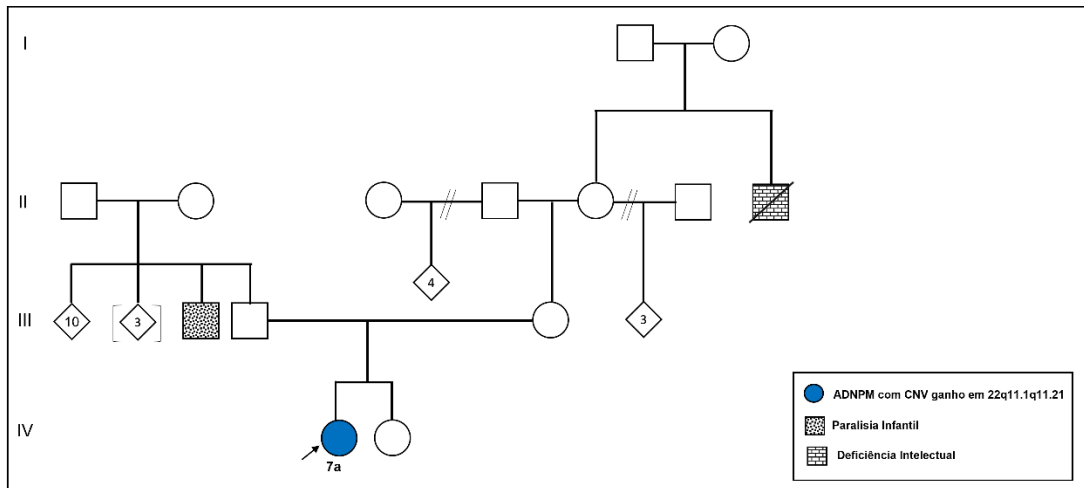 I
II
4
III
10
3
3
IV
7a
ADNPM com CNV ganho em 22q11.1q11.21
Paralisia Infantil
Deficiência Intelectual